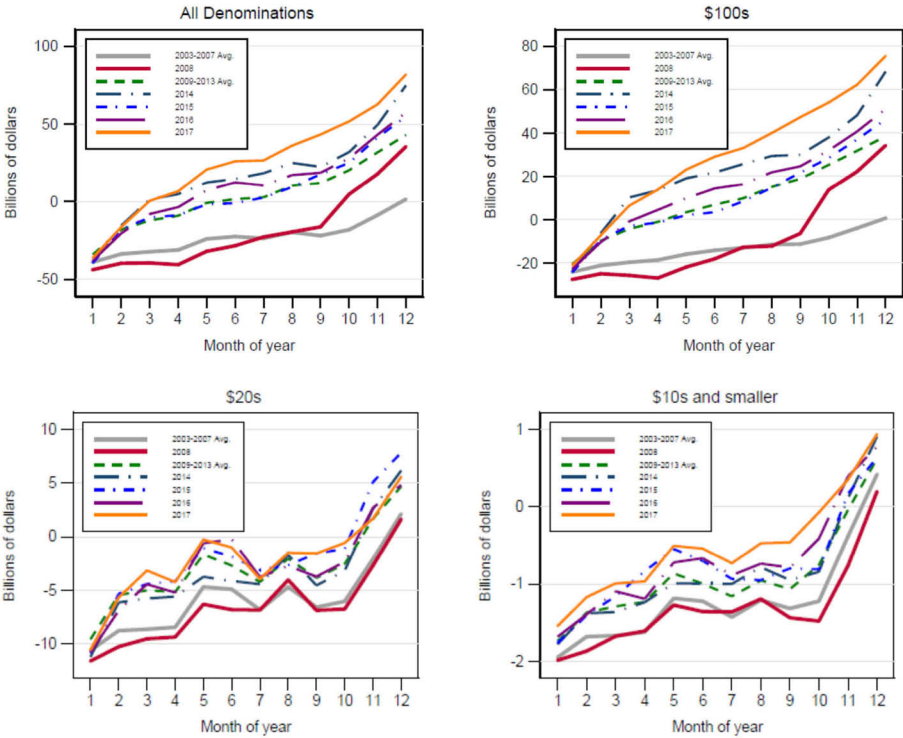 All Denominations
Billions of dollars
100
50
0
-50
2003-2007 Avg.
2008
2009-2013 Avg.
2014
2015
2016
2017
1 2 3 4 5 6 7 8 9 10 11 12
Month of year
$100s
Billions of dollars
80
60
40
20
0
-20
2003-2007 Avg.
2008
2009-2013 Avg.
2014
2015
2016
2017
1 2 3 4 5 6 7 8 9 10 11 12
Month of year
$20s
Billions of dollars
10
5
0
-5
-10
2003-2007 Avg.
2008
2009-2013 Avg.
2014
2015
2016
2017
1 2 3 4 5 6 7 8 9 10 11 12
Month of year
$10s and smaller
Billions of dollars
1
0
-1
-2
2003-2007 Avg.
2008
2009-2013 Avg.
2014
2015
2016
2017
1 2 3 4 5 6 7 8 9 10 11 12
Month of year